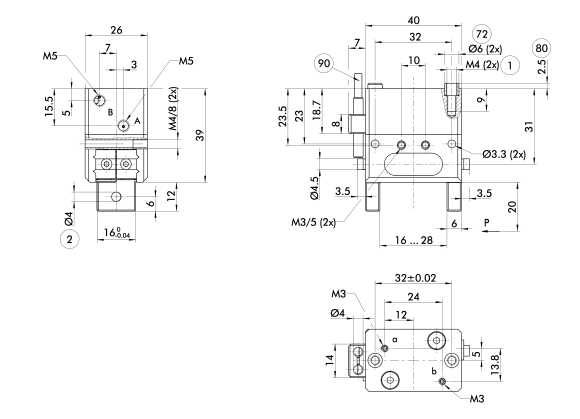 26
7
M5
3
M5
B
A
15.5
5
M4/8 (2x)
39
12
6
Ø4
2
16 0 -0.04
40
32
7
10
90
72
Ø6 (2x)
M4 (2x)
1
80
2.5
9
31
23.5
23
18.7
8
Ø3.3 (2x)
Ø4.5
3.5
3.5
M3/5 (2x)
20
6
P
16 ... 28
32±0.02
M3
24
Ø4
12
a
b
14
5
13.8
M3